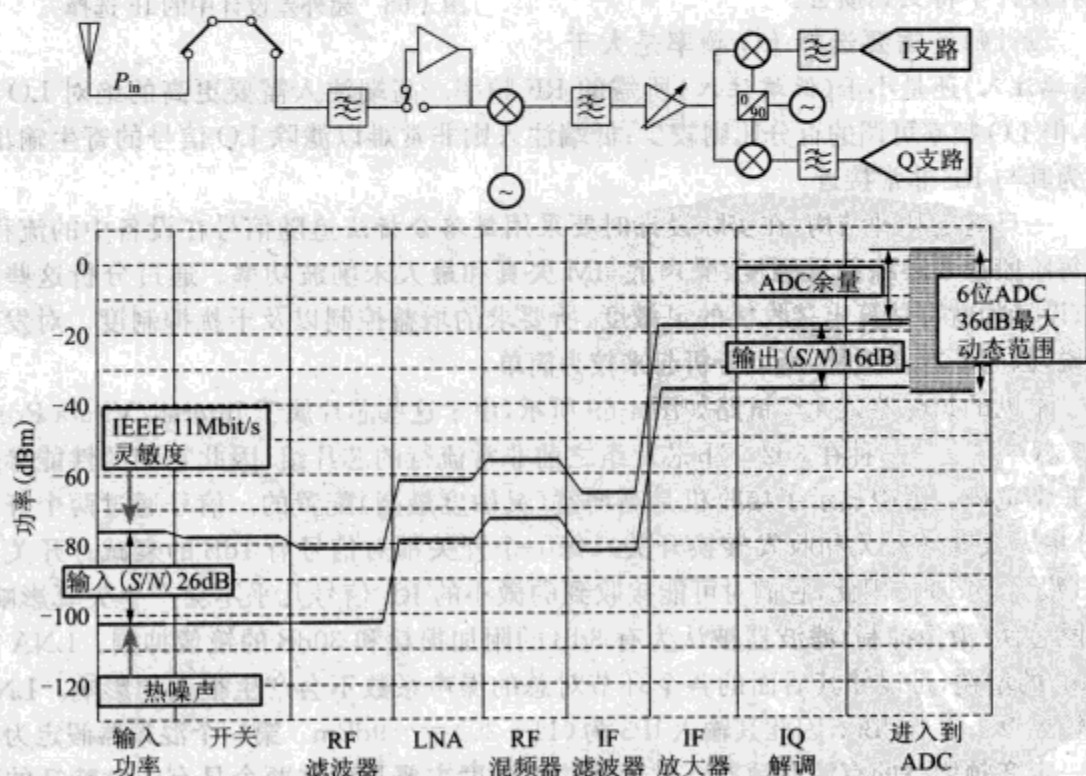 P_in
I支路
0
90
Q支路
0
-20
-40
-60
-80
-100
-120
功率(dBm)
ADC余量
6位ADC
36dB最大
动态范围
输出(S/N)16dB
IEEE 11Mbit/s
灵敏度
输入(S/N)26dB
热噪声
输入
功率
开关
RF
滤波器
LNA
RF
混频器
IF
滤波器
IF
放大器
IQ
解调
进入到
ADC